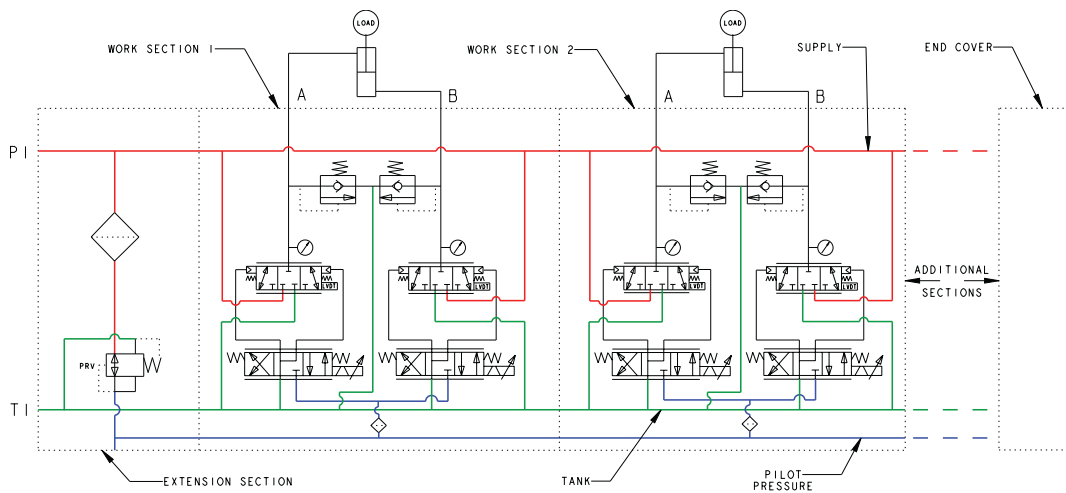 LOAD
LOAD
WORK SECTION 1
WORK SECTION 2
SUPPLY
END COVER
A
B
A
B
P1
LVDT
LVDT
LVDT
LVDT
ADDITIONAL
SECTIONS
PRV
T1
EXTENSION SECTION
TANK
PILOT
PRESSURE